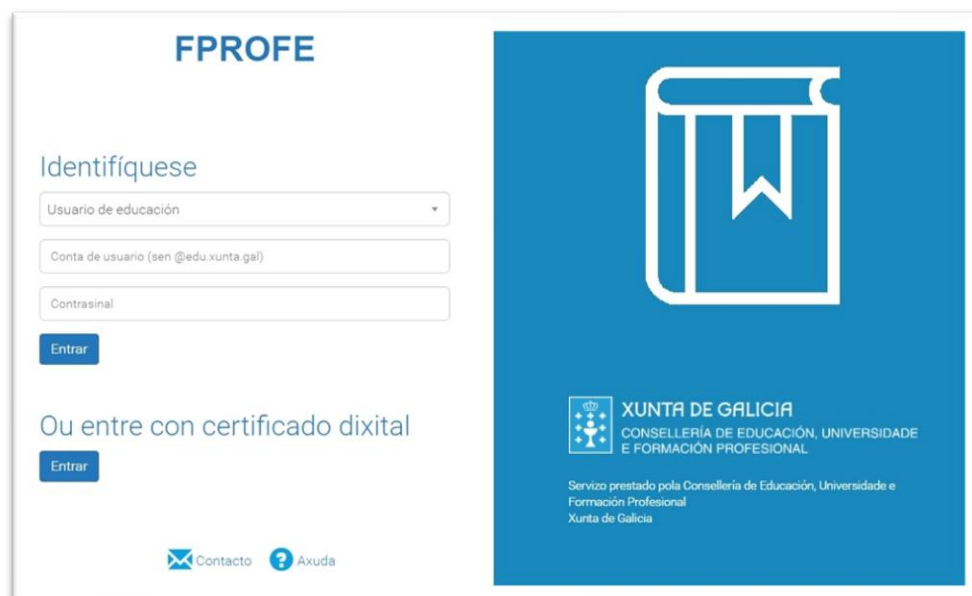 FPROFE
Identifíquese
Usuario de educación
Conta de usuario (sen @edu.xunta.gal)
Contrasinal
Entrar
Ou entre con certificado dixital
Entrar
Contacto
Axuda
XUNTA DE GALICIA
CONSELLERÍA DE EDUCACIÓN, UNIVERSIDADE
E FORMACIÓN PROFESIONAL
Servizo prestado pola Consellería de Educación, Universidade e
Formación Profesional
Xunta de Galicia